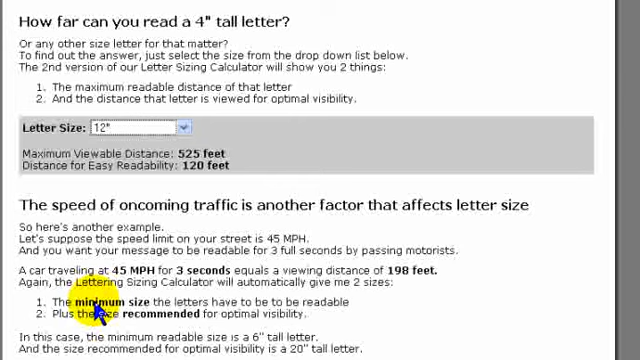 How far can you read a 4" tall letter?
Or any other size letter for that matter?
To find out the answer, just select the size from the drop down list below.
The 2nd version of our Letter Sizing Calculator will show you 2 things:
1. The maximum readable distance of that letter
2. And the distance that letter is viewed for optimal visibility.
Letter Size: 12"
Maximum Viewable Distance: 525 feet
Distance for Easy Readability: 120 feet
The speed of oncoming traffic is another factor that affects letter size
So here's another example.
Let's suppose the speed limit on your street is 45 MPH.
And you want your message to be readable for 3 full seconds by passing motorists.
A car traveling at 45 MPH for 3 seconds equals a viewing distance of 198 feet.
Again, the Lettering Sizing Calculator will automatically give me 2 sizes:
1. The minimum size the letters have to be to be readable
2. Plus the size recommended for optimal visibility.
In this case, the minimum readable size is a 6" tall letter.
And the size recommended for optimal visibility is a 20" tall letter.